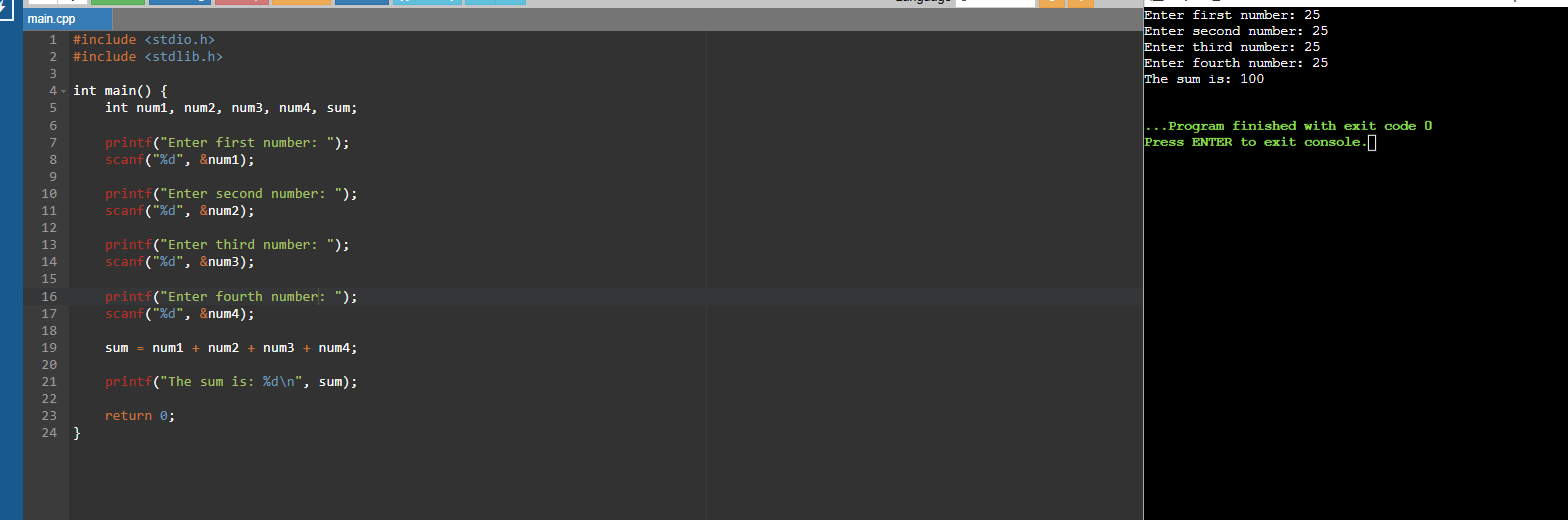 main.cpp
1 #include <stdio.h>
2 #include <stdlib.h>
3
4 int main() {
5     int num1, num2, num3, num4, sum;
6
7     printf("Enter first number: ");
8     scanf("%d", &num1);
9
10     printf("Enter second number: ");
11     scanf("%d", &num2);
12
13     printf("Enter third number: ");
14     scanf("%d", &num3);
15
16     printf("Enter fourth number: ");
17     scanf("%d", &num4);
18
19     sum = num1 + num2 + num3 + num4;
20
21     printf("The sum is: %d\n", sum);
22
23     return 0;
24 }
Enter first number: 25
Enter second number: 25
Enter third number: 25
Enter fourth number: 25
The sum is: 100
...Program finished with exit code 0
Press ENTER to exit console.